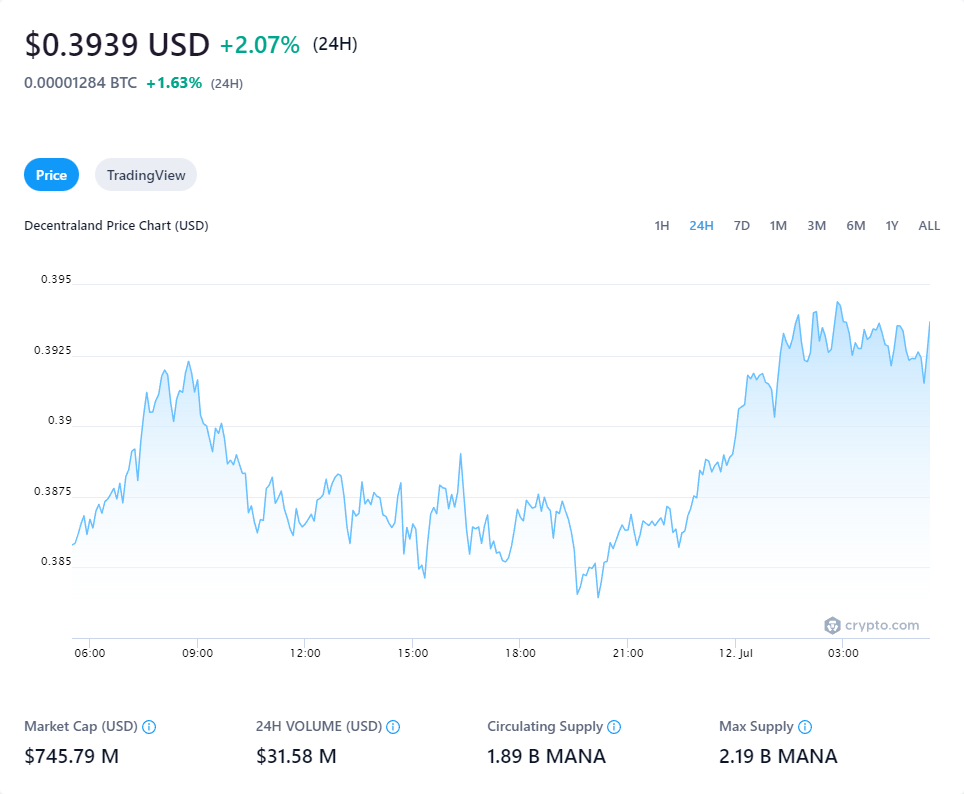 $0.3939 USD +2.07% (24H)
0.00001284 BTC +1.63% (24H)
Price TradingView
Decentraland Price Chart (USD) 1H 24H 7D 1M 3M 6M 1Y ALL
0.395
0.3925
0.39
0.3875
0.385
crypto.com
06:00 09:00 12:00 15:00 18:00 21:00 12. Jul 03:00
Market Cap (USD) 24H VOLUME (USD) Circulating Supply Max Supply
$745.79 M $31.58 M 1.89 B MANA 2.19 B MANA